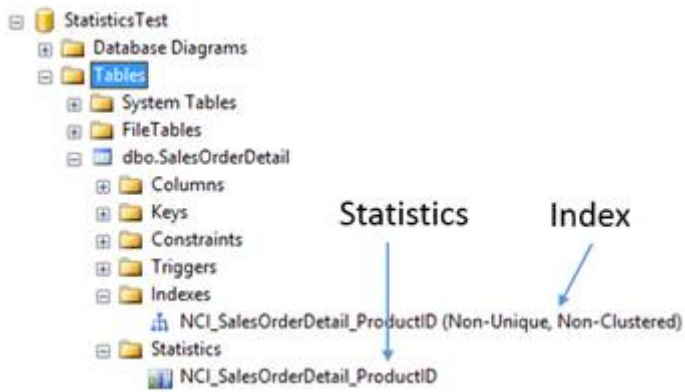 StatisticsTest
Database Diagrams
Tables
System Tables
FileTables
dbo.SalesOrderDetail
Columns
Keys
Statistics Index
Constraints
Triggers
Indexes
NCI_SalesOrderDetail_ProductID (Non-Unique, Non-Clustered)
Statistics
NCI_SalesOrderDetail_ProductID